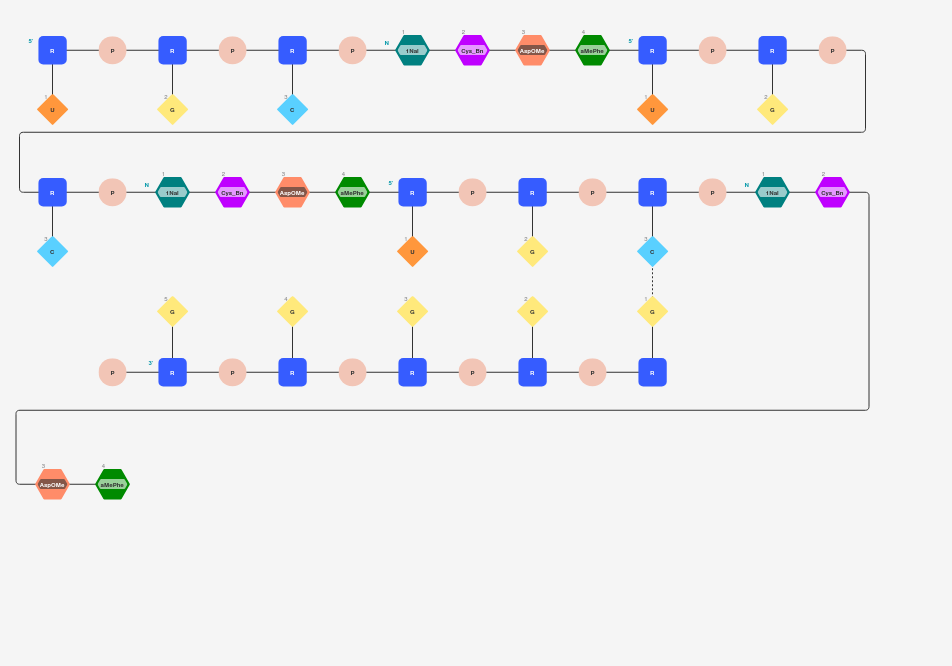 1 2 3 4
5' R P R P R P N tNal Cys_Bn AspOMe aMePhe 5' R P R P
1 2 3 1 2
U G C U G
1 2 3 4 1 2
R P N tNal Cys_Bn AspOMe aMePhe 5' R P R P R P N tNal Cys_Bn
3 1 2 3
C U G C
5 4 3 2 1
G G G G G
P 3' R P R P R P R P R
3 4
AspOMe aMePhe